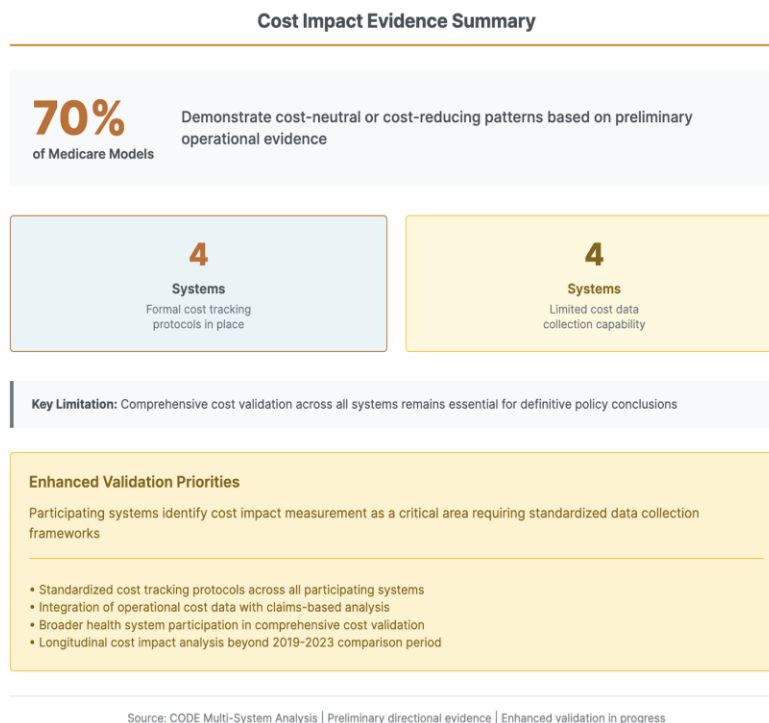 Cost Impact Evidence Summary
70%
of Medicare Models
Demonstrate cost-neutral or cost-reducing patterns based on preliminary
operational evidence
4
Systems
Formal cost tracking
protocols in place
4
Systems
Limited cost data
collection capability
Key Limitation: Comprehensive cost validation across all systems remains essential for definitive policy conclusions
Enhanced Validation Priorities
Participating systems identify cost impact measurement as a critical area requiring standardized data collection
frameworks
• Standardized cost tracking protocols across all participating systems
• Integration of operational cost data with claims-based analysis
• Broader health system participation in comprehensive cost validation
• Longitudinal cost impact analysis beyond 2019-2023 comparison period
Source: CODE Multi-System Analysis | Preliminary directional evidence | Enhanced validation in progress